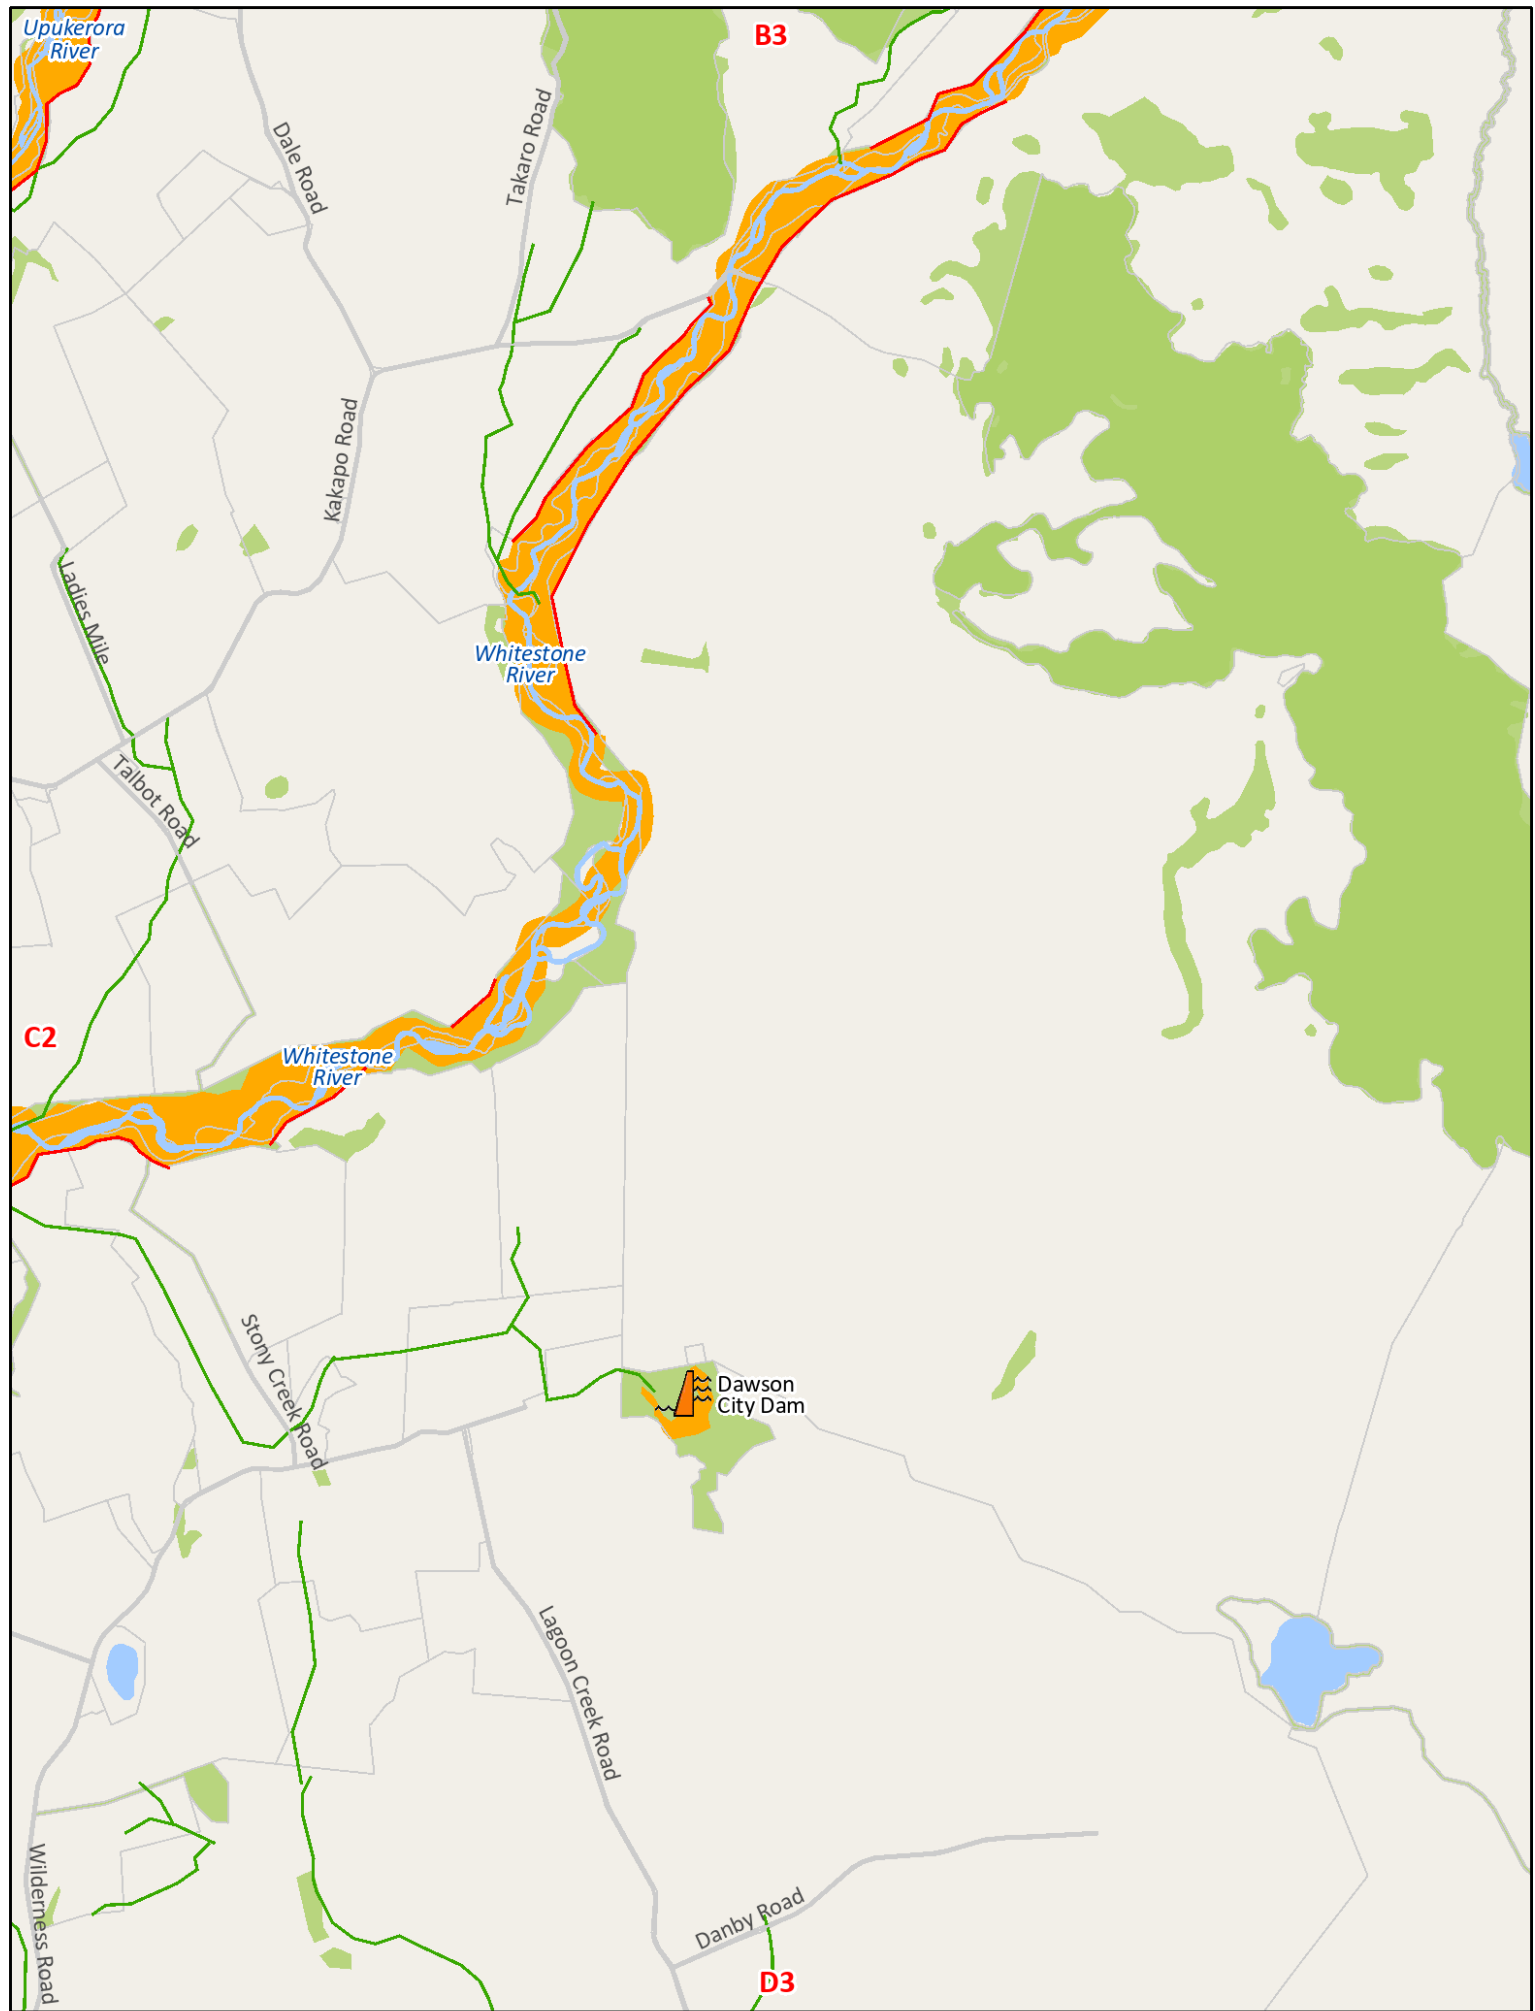 Upukerora
River
B3
Dale Road
Takaro Road
Kakapo Road
Ladies Mile
Whitestone
River
Talbot Road
C2
Whitestone
River
Stony Creek Road
Dawson
City Dam
Lagoon Creek Road
Wilderness Road
Danby Road
D3